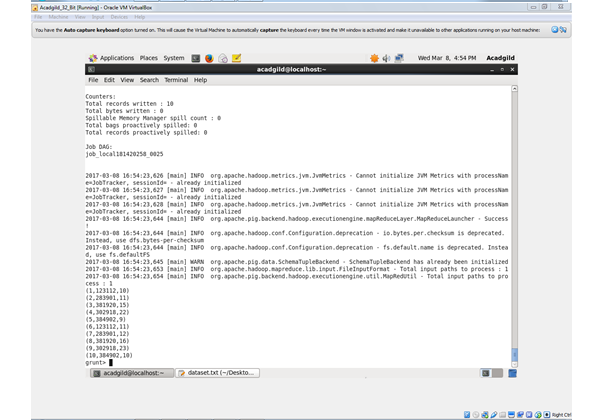 Acadgild_32_Bit [Running] - Oracle VM VirtualBox
File Machine View Input Devices Help
You have the Auto capture keyboard option turned on. This will cause the Virtual Machine to automatically capture the keyboard every time the VM window is activated and make it unavailable to other applications running on your host machine:
Applications Places System Wed Mar 8, 4:54 PM Acadgild
acadgild@localhost:~
File Edit View Search Terminal Help
Counters:
Total records written : 10
Total bytes written : 0
Spillable Memory Manager spill count : 0
Total bags proactively spilled: 0
Total records proactively spilled: 0
Job DAG:
job_local181420258_0025
2017-03-08 16:54:23,626 [main] INFO org.apache.hadoop.metrics.jvm.JvmMetrics - Cannot initialize JVM Metrics with processNam
e=JobTracker, sessionId= - already initialized
2017-03-08 16:54:23,627 [main] INFO org.apache.hadoop.metrics.jvm.JvmMetrics - Cannot initialize JVM Metrics with processNam
e=JobTracker, sessionId= - already initialized
2017-03-08 16:54:23,628 [main] INFO org.apache.hadoop.metrics.jvm.JvmMetrics - Cannot initialize JVM Metrics with processNam
e=JobTracker, sessionId= - already initialized
2017-03-08 16:54:23,644 [main] INFO org.apache.pig.backend.hadoop.executionengine.mapReduceLayer.MapReduceLauncher - Success
!
2017-03-08 16:54:23,644 [main] INFO org.apache.hadoop.conf.Configuration.deprecation - io.bytes.per.checksum is deprecated.
Instead, use dfs.bytes-per-checksum
2017-03-08 16:54:23,644 [main] INFO org.apache.hadoop.conf.Configuration.deprecation - fs.default.name is deprecated. Instea
d, use fs.defaultFS
2017-03-08 16:54:23,645 [main] WARN org.apache.pig.data.SchemaTupleBackend - SchemaTupleBackend has already been initialized
2017-03-08 16:54:23,653 [main] INFO org.apache.hadoop.mapreduce.lib.input.FileInputFormat - Total input paths to process : 1
2017-03-08 16:54:23,654 [main] INFO org.apache.pig.backend.hadoop.executionengine.util.MapRedUtil - Total input paths to pro
cess : 1
(1,123112,10)
(2,283901,11)
(3,381920,15)
(4,302918,22)
(5,384902,9)
(6,123112,11)
(7,283901,12)
(8,381920,16)
(9,302918,23)
(10,384902,10)
grunt>
acadgild@localhost:~ dataset.txt (~/Deskto...
Right Ctrl